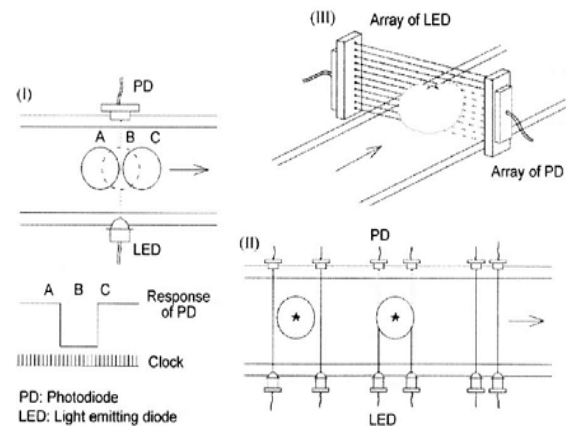 (I)
PD
A B C
LED
A B C
Response
of PD
Clock
PD: Photodiode
LED: Light emitting diode
(III)
Array of LED
Array of PD
(II)
PD
LED